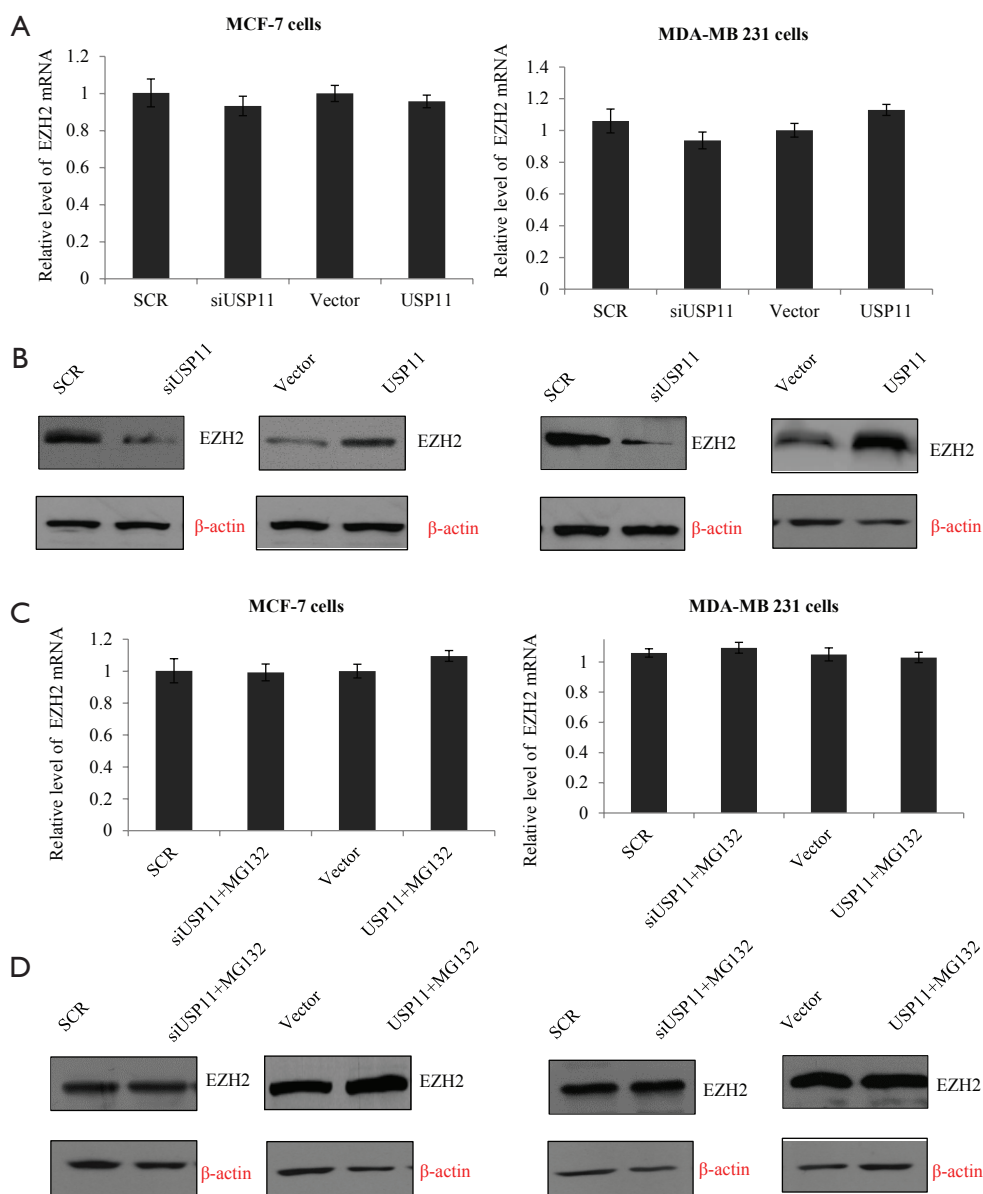 A
MCF-7 cells
Relative level of EZH2 mRNA
1.2
1
0.8
0.6
0.4
0.2
0
SCR
siUSP11
Vector
USP11
MDA-MB 231 cells
Relative level of EZH2 mRNA
1.4
1.2
1
0.8
0.6
0.4
0.2
0
SCR
siUSP11
Vector
USP11
B
SCR
siUSP11
EZH2
β-actin
Vector
USP11
EZH2
β-actin
SCR
siUSP11
EZH2
β-actin
Vector
USP11
EZH2
β-actin
C
MCF-7 cells
Relative level of EZH2 mRNA
1.2
1
0.8
0.6
0.4
0.2
0
SCR
siUSP11+MG132
Vector
USP11+MG132
MDA-MB 231 cells
Relative level of EZH2 mRNA
1
0.8
0.6
0.4
0.2
0
SCR
siUSP11+MG132
Vector
USP11+MG132
D
SCR
siUSP11+MG132
EZH2
β-actin
Vector
USP11+MG132
EZH2
β-actin
SCR
siUSP11+MG132
EZH2
β-actin
Vector
USP11+MG132
EZH2
β-actin